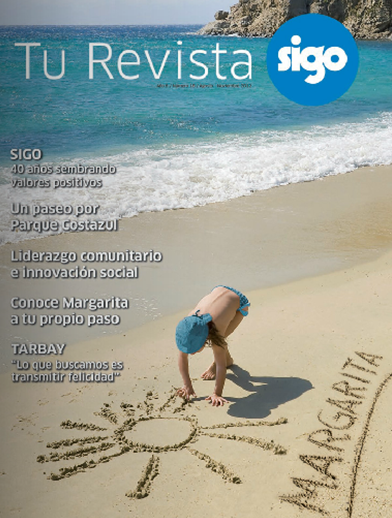 Tu Revista
sigo
SIGO
40 años sembrando
valores positivos
Un paseo por
Parque Costazul
Liderazgo comunitario
e innovación social
Conoce Margarita
a tu propio paso
TARBAY
"Lo que buscamos es
transmitir felicidad"
MARGARITA